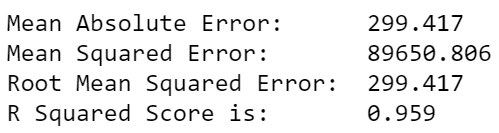 Mean Absolute Error: 299.417
Mean Squared Error: 89650.806
Root Mean Squared Error: 299.417
R Squared Score is: 0.959